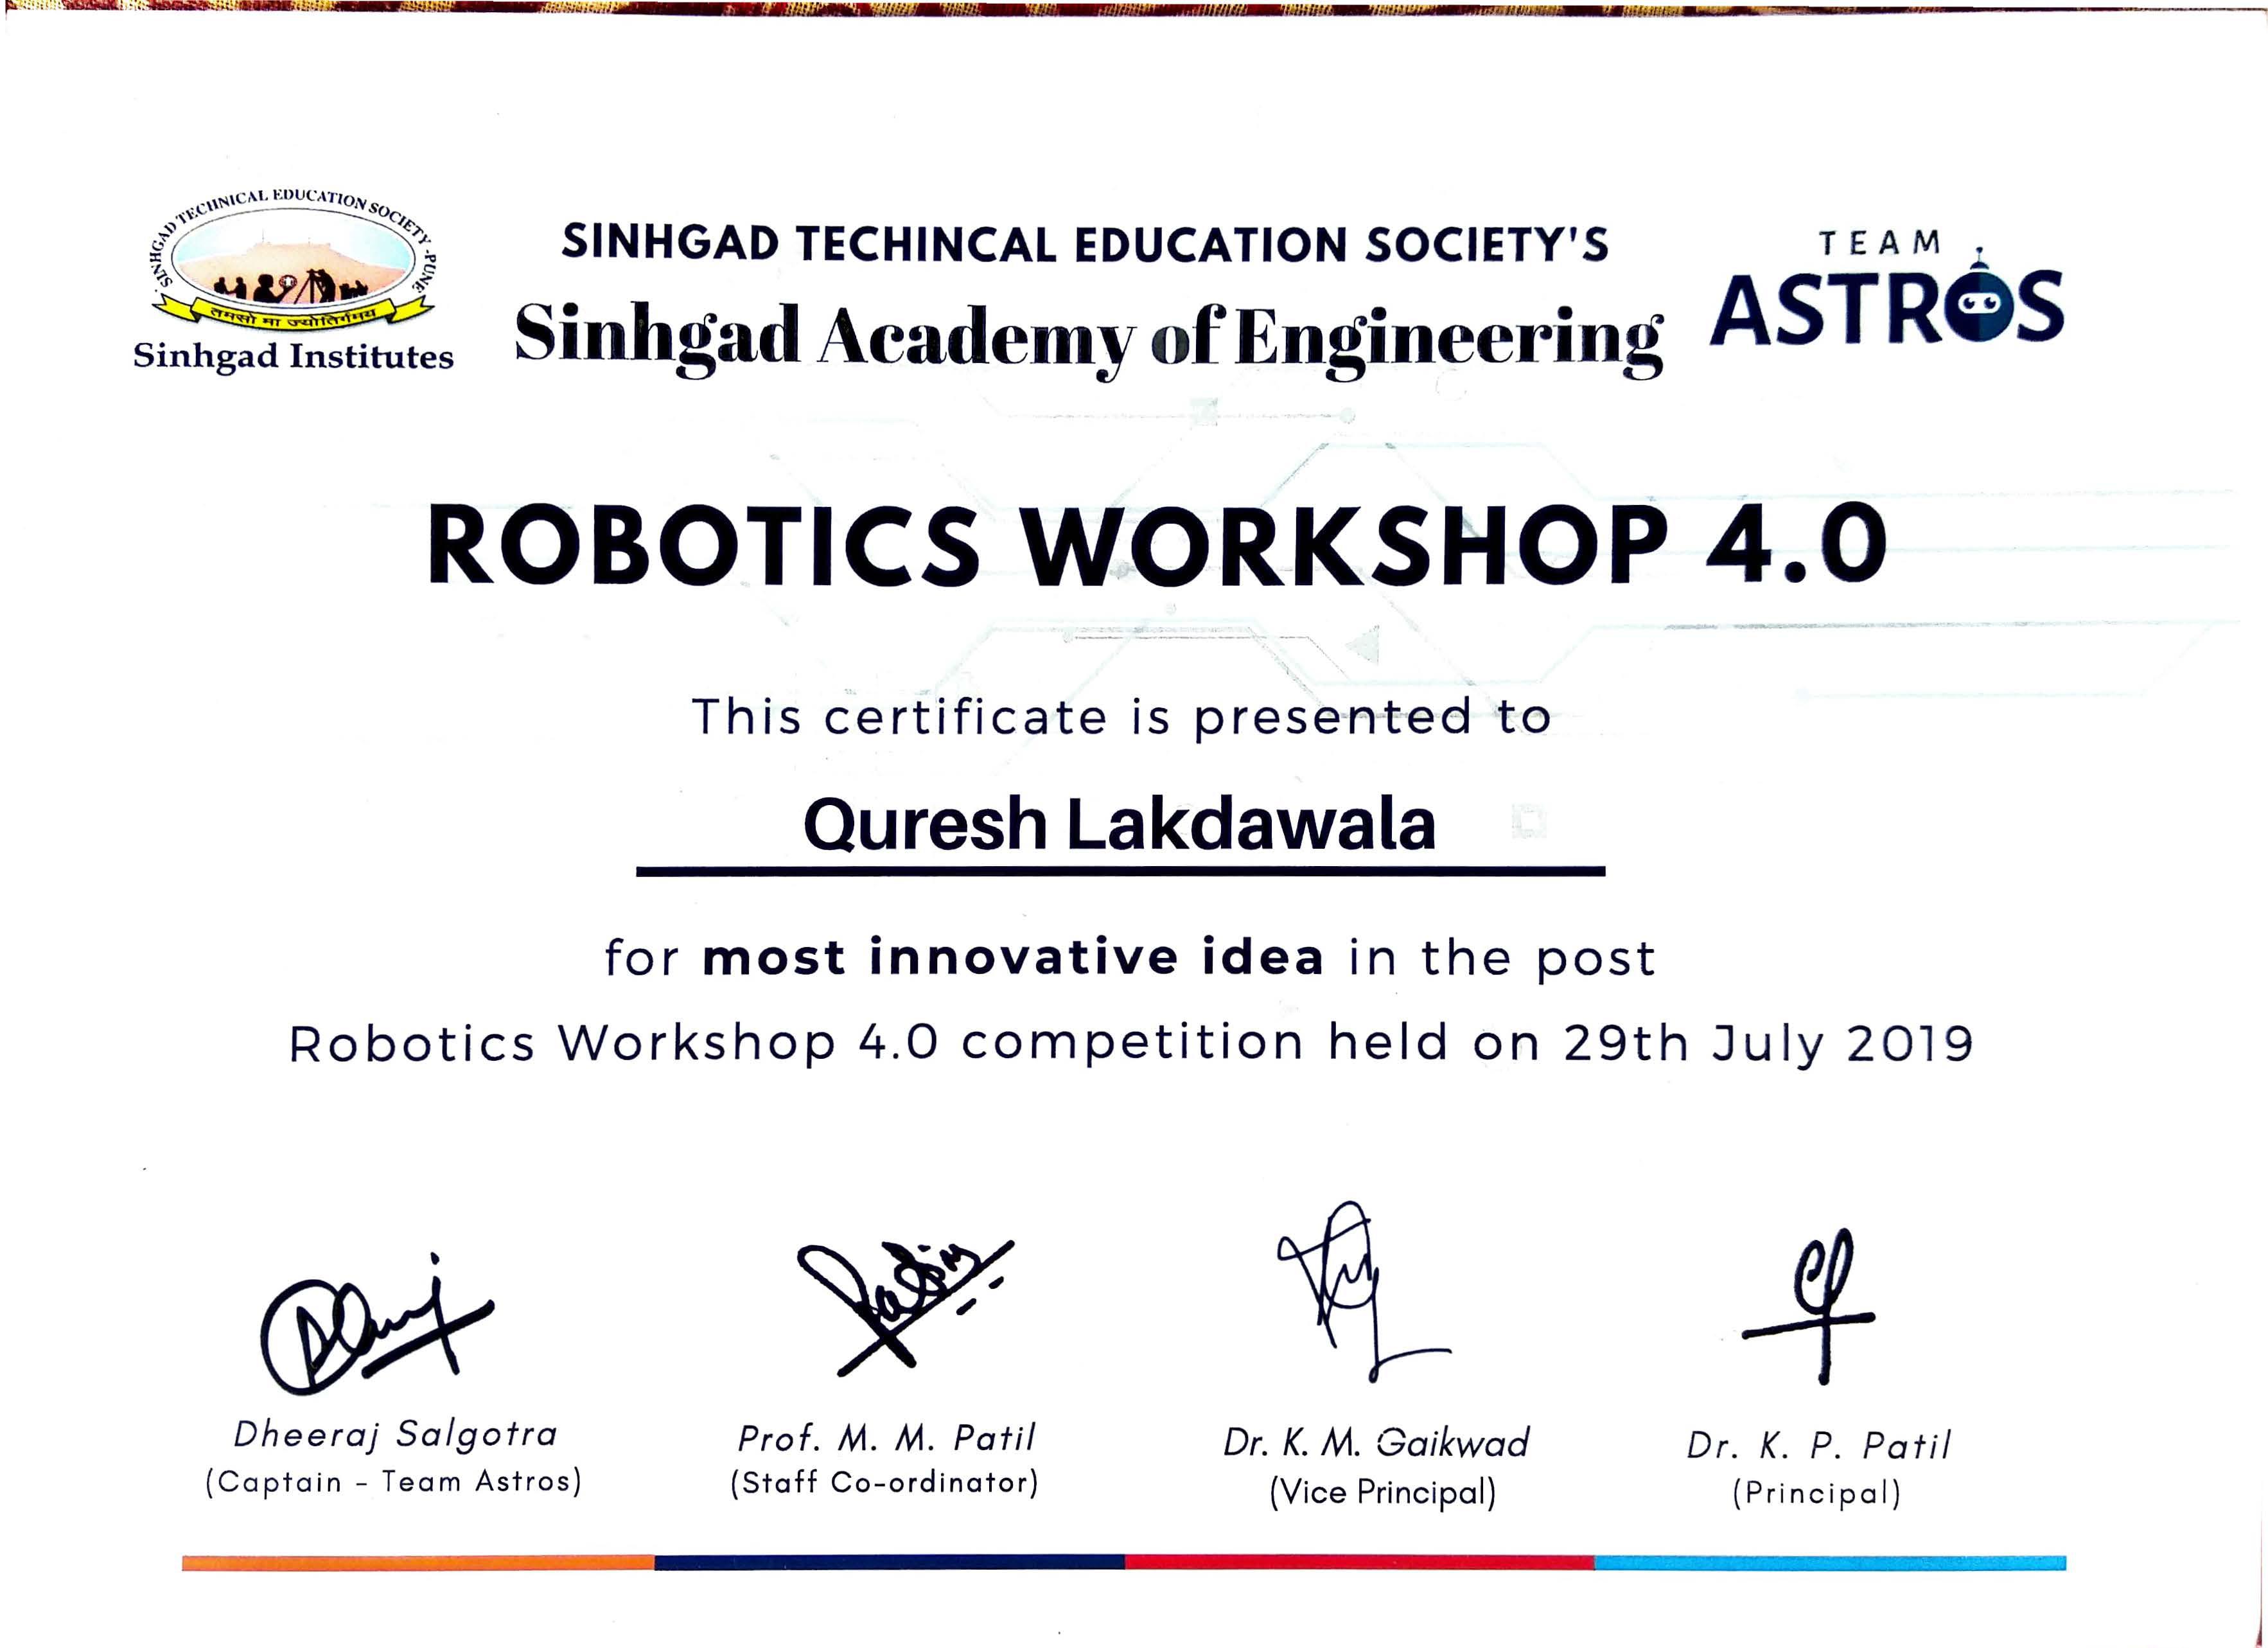 SINHGAD TECHNICAL EDUCATION SOCIETY-PUNE
तमसो मा ज्योतिर्गमय
Sinhgad Institutes
SINHGAD TECHINCAL EDUCATION SOCIETY'S
Sinhgad Academy of Engineering
TEAM
ASTROS
ROBOTICS WORKSHOP 4.0
This certificate is presented to
Quresh Lakdawala
for most innovative idea in the post
Robotics Workshop 4.0 competition held on 29th July 2019
Dheeraj Salgotra
(Captain - Team Astros)
Prof. M. M. Patil
(Staff Co-ordinator)
Dr. K. M. Gaikwad
(Vice Principal)
Dr. K. P. Patil
(Principal)